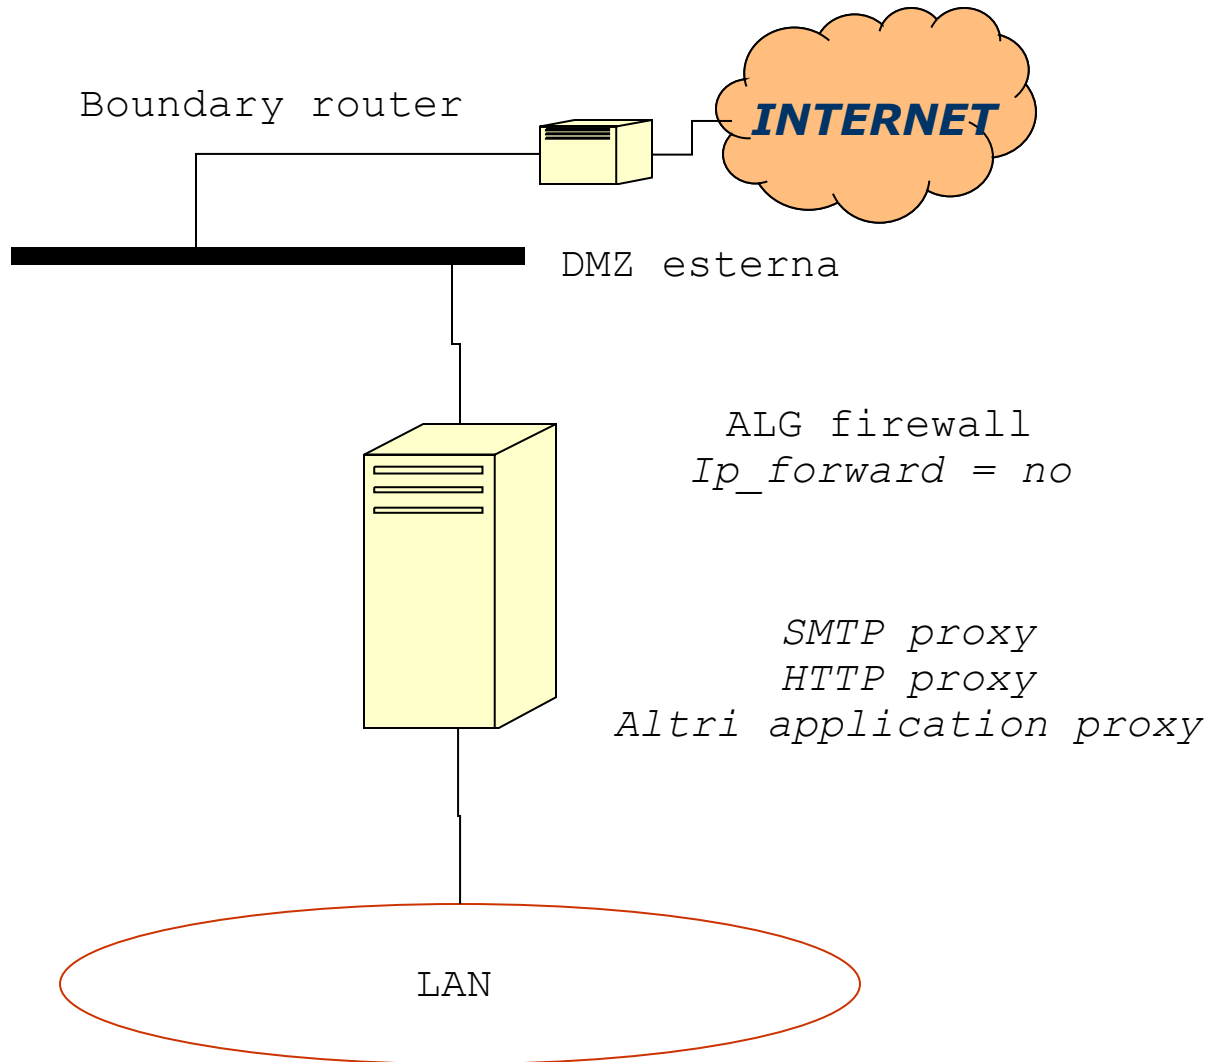 Boundary router
INTERNET
DMZ esterna
ALG firewall
Ip_forward = no
SMTP proxy
HTTP proxy
Altri application proxy
LAN